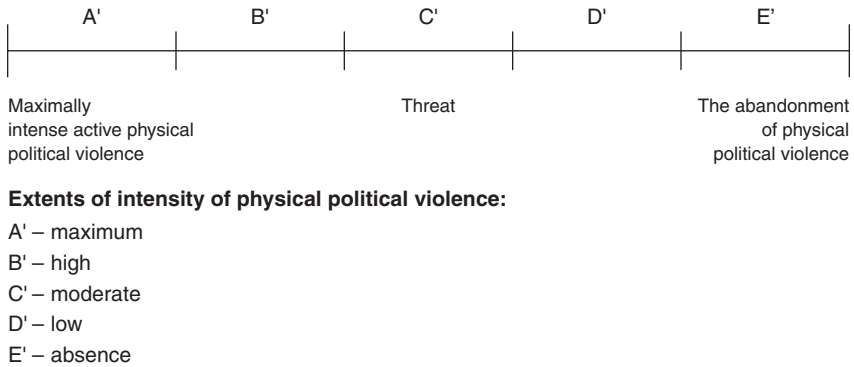 A' B' C' D' E’
Maximally Threat The abandonment
intense active physical of physical
political violence political violence
Extents of intensity of physical political violence:
A' – maximum
B' – high
C' – moderate
D' – low
E' – absence